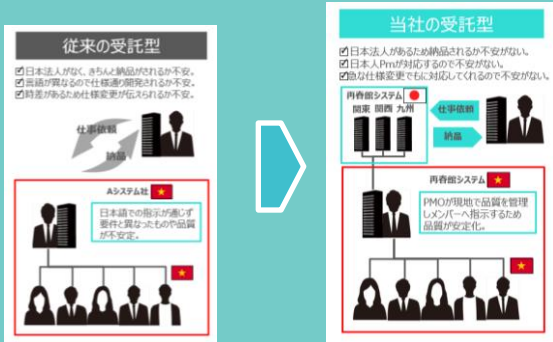 従来の受託型
☑日本法人がなく、きちんと納品がされるか不安。
☑言語が異なるので仕様通り開発されるか不安。
☑時差があるため仕様変更が伝えられるか不安。
仕事依頼
納品
Aシステム社
日本語での指示が通じず
要件と異なったものや品質
が不安定。
当社の受託型
☑日本法人があるため納品されるか不安がない。
☑日本人Pmが対応するので不安がない。
☑急な仕様変更でもに対応してくれるので不安がない。
再春館システム
関東 関西 九州
仕事依頼
納品
再春館システム
PMOが現地で品質を管理
しメンバーへ指示するため
品質が安定化。